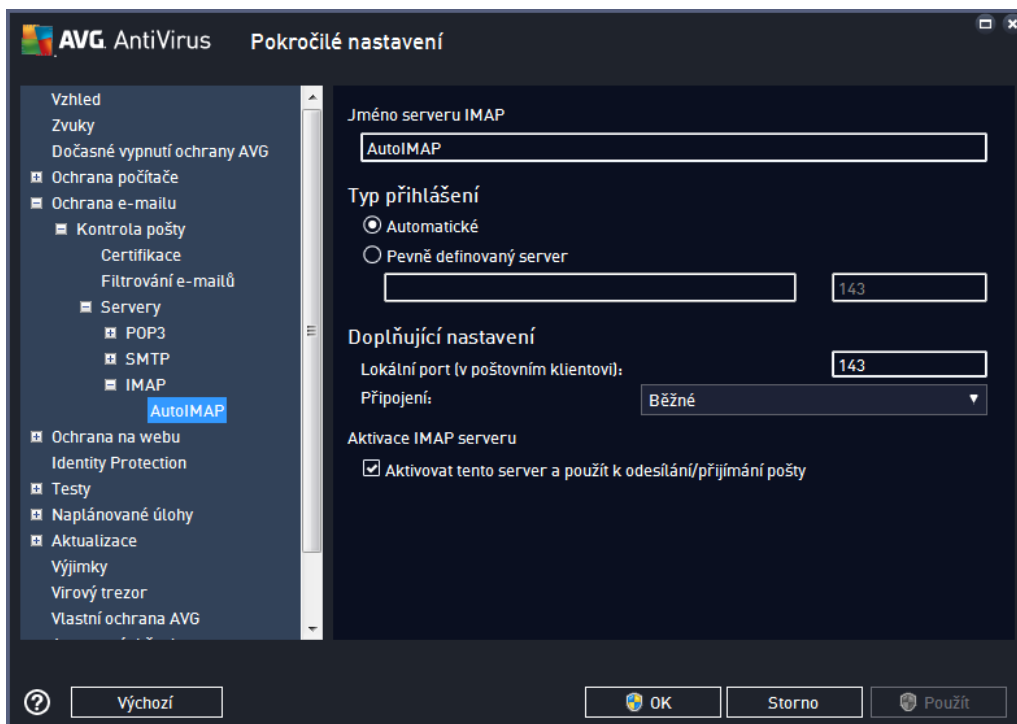 AVG AntiVirus Pokročilé nastavení
Vzhled
Zvuky
Dočasné vypnutí ochrany AVG
Ochrana počítače
Ochrana e-mailu
Kontrola pošty
Certifikace
Filtrování e-mailů
Servery
POP3
SMTP
IMAP
AutoIMAP
Ochrana na webu
Identity Protection
Testy
Naplánované úlohy
Aktualizace
Výjimky
Virový trezor
Vlastní ochrana AVG
Jméno serveru IMAP
AutoIMAP
Typ přihlášení
Automatické
Pevně definovaný server
143
Doplňující nastavení
Lokální port (v poštovním klientovi): 143
Připojení: Běžné
Aktivace IMAP serveru
Aktivovat tento server a použít k odesílání/přijímání pošty
? Výchozí OK Storno Použít